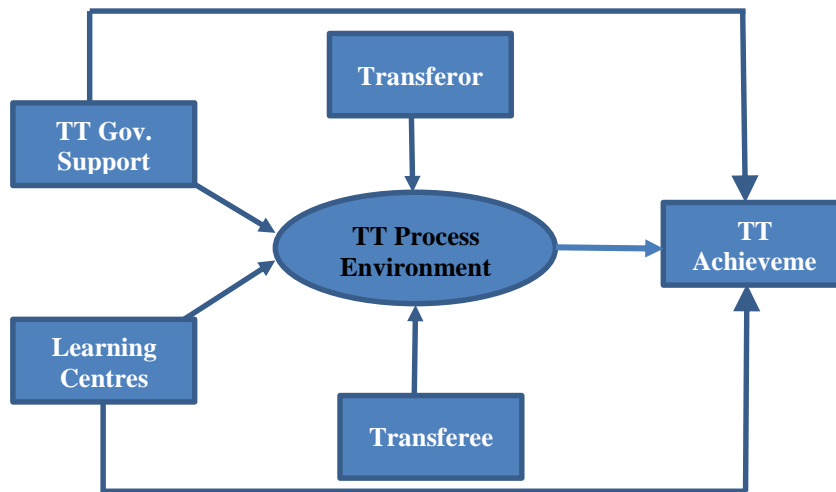 Transferor
TT Gov.
Support
TT Process
Environment
TT
Achieveme
Learning
Centres
Transferee